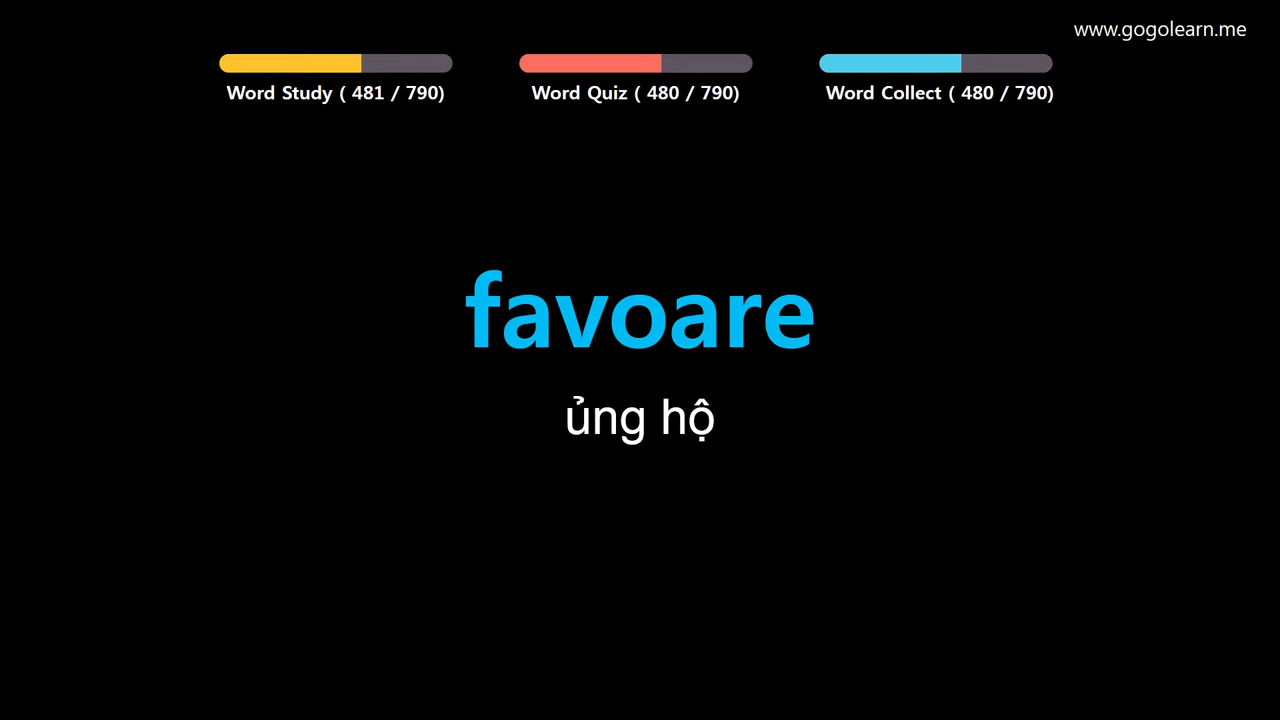 www.gogolearn.me
Word Study ( 481 / 790)
Word Quiz ( 480 / 790)
Word Collect ( 480 / 790)
favoare
ủng hộ